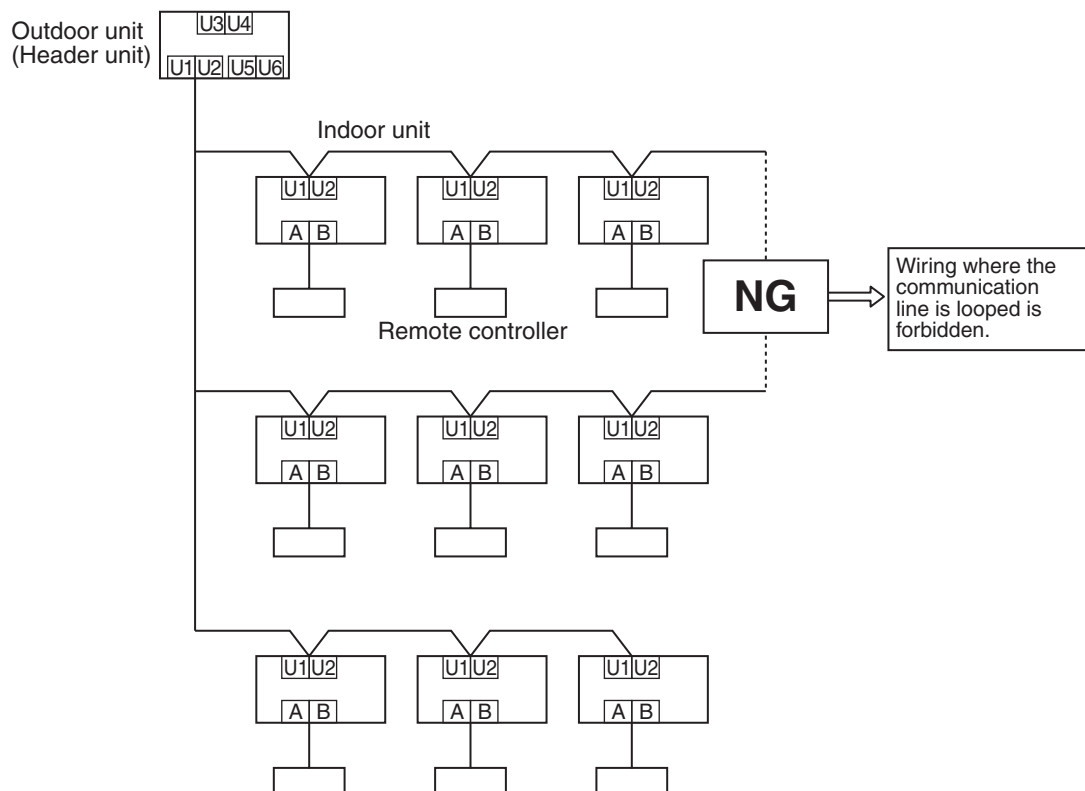 U3 U4
Outdoor unit
(Header unit)
U1 U2 U5 U6
Indoor unit
U1 U2 U1 U2 U1 U2
A B A B A B
NG
Wiring where the
communication
line is looped is
forbidden.
Remote controller
U1 U2 U1 U2 U1 U2
A B A B A B
U1 U2 U1 U2 U1 U2
A B A B A B